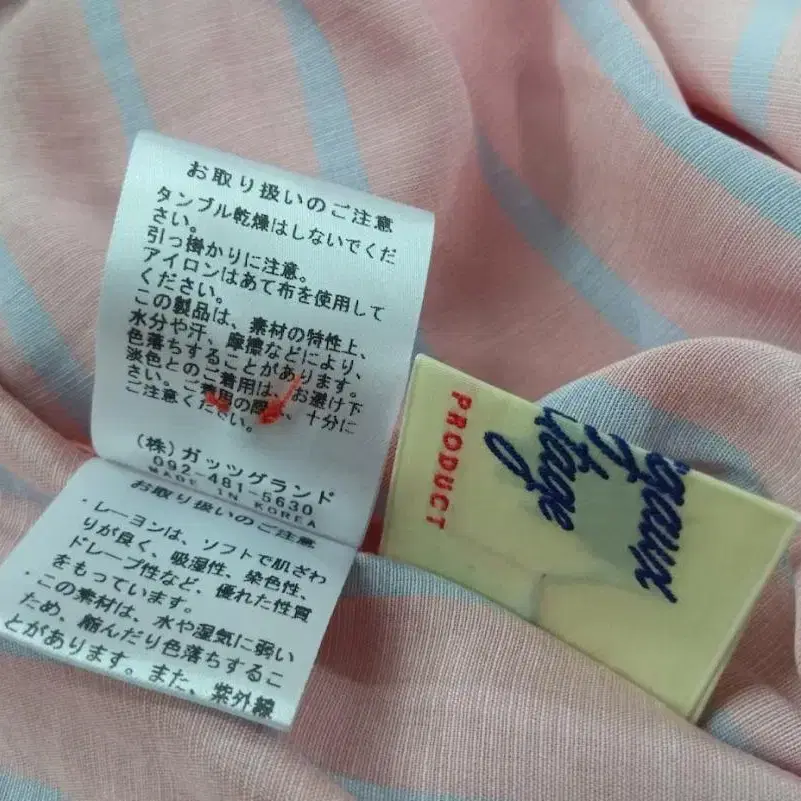 お取り扱いのご注意
タンブル乾燥はしないでくだ
さい。
引っ掛かりに注意。
アイロンはあて布を使用して
ください。
この製品は、素材の特性上、
水分や汗、摩擦などにより、
色落ちすることがあります。
淡色とのご着用は、お避け下
さい。ご着用の際は、十分に
ご注意ください。
(株)ガッツグランド
092-481-5630
MADE IN KOREA
お取り扱いのご注意
・レーヨンは、ソフトで肌ざわ
りが良く、吸湿性、染色性、
ドレープ性など、優れた性質
をもっています。
・この素材は、水や湿気に弱い
ため、縮んだり色落ちするこ
とがあります。また、紫外線
PRODUCT